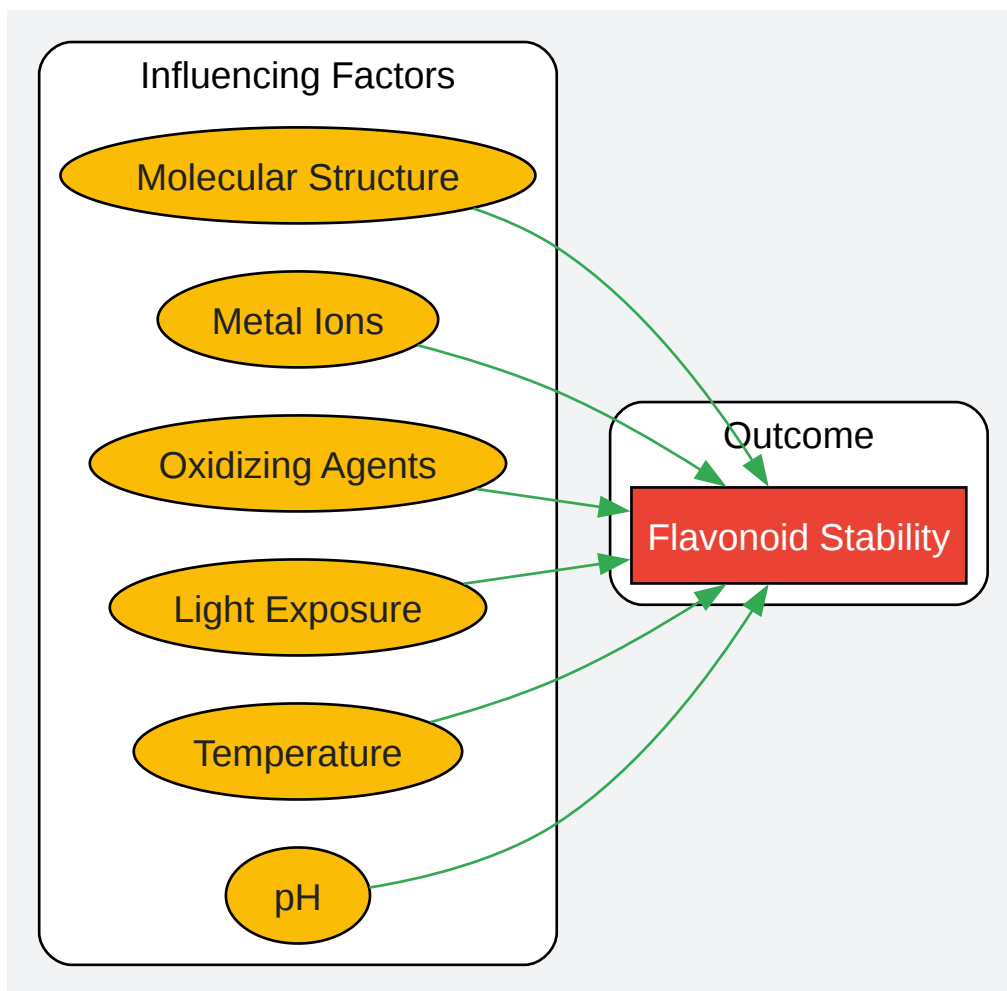 Influencing Factors
Molecular Structure
Metal Ions
Oxidizing Agents
Light Exposure
Temperature
pH
Outcome
Flavonoid Stability